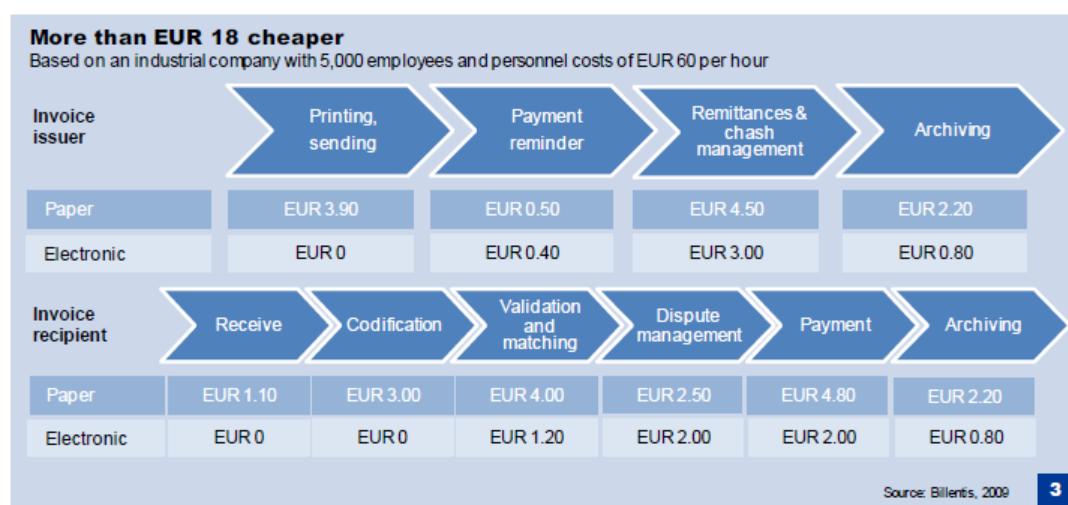 More than EUR 18 cheaper
Based on an industrial company with 5,000 employees and personnel costs of EUR 60 per hour
Invoice
issuer
Printing,
sending
Payment
reminder
Remittances &
chash
management
Archiving
Paper EUR 3.90 EUR 0.50 EUR 4.50 EUR 2.20
Electronic EUR 0 EUR 0.40 EUR 3.00 EUR 0.80
Invoice
recipient
Receive
Codification
Validation
and
matching
Dispute
management
Payment
Archiving
Paper EUR 1.10 EUR 3.00 EUR 4.00 EUR 2.50 EUR 4.80 EUR 2.20
Electronic EUR 0 EUR 0 EUR 1.20 EUR 2.00 EUR 2.00 EUR 0.80
Source: Billentis, 2009 3